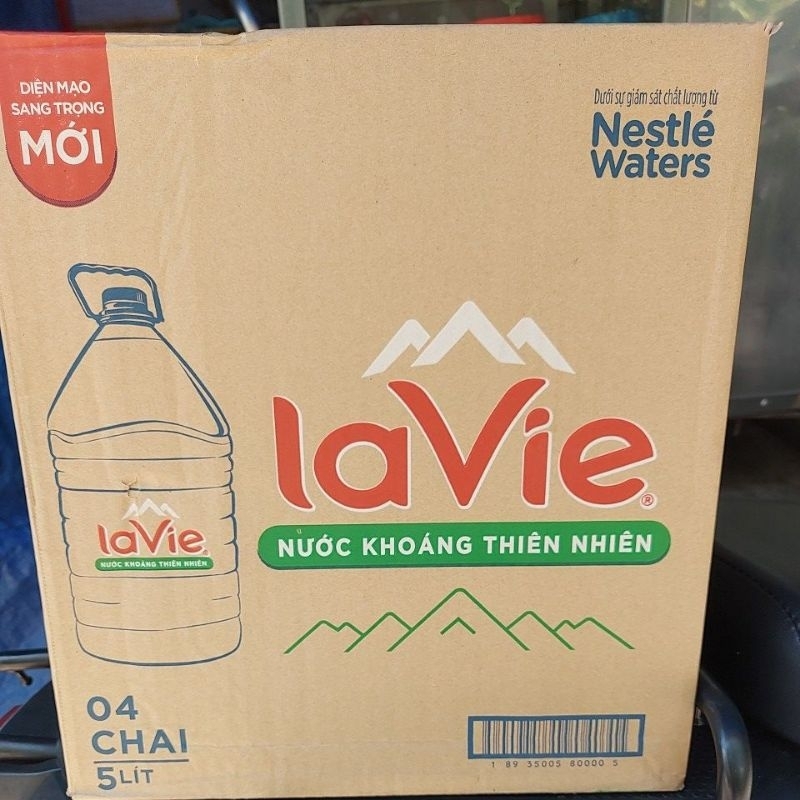 DIỆN MẠO
SANG TRỌNG
MỚI
Dưới sự giám sát chất lượng từ
Nestlé
Waters
laVie
NƯỚC KHOÁNG THIÊN NHIÊN
laVie
NƯỚC KHOÁNG THIÊN NHIÊN
04
CHAI
5 LÍT
1 89 35005 80000 5